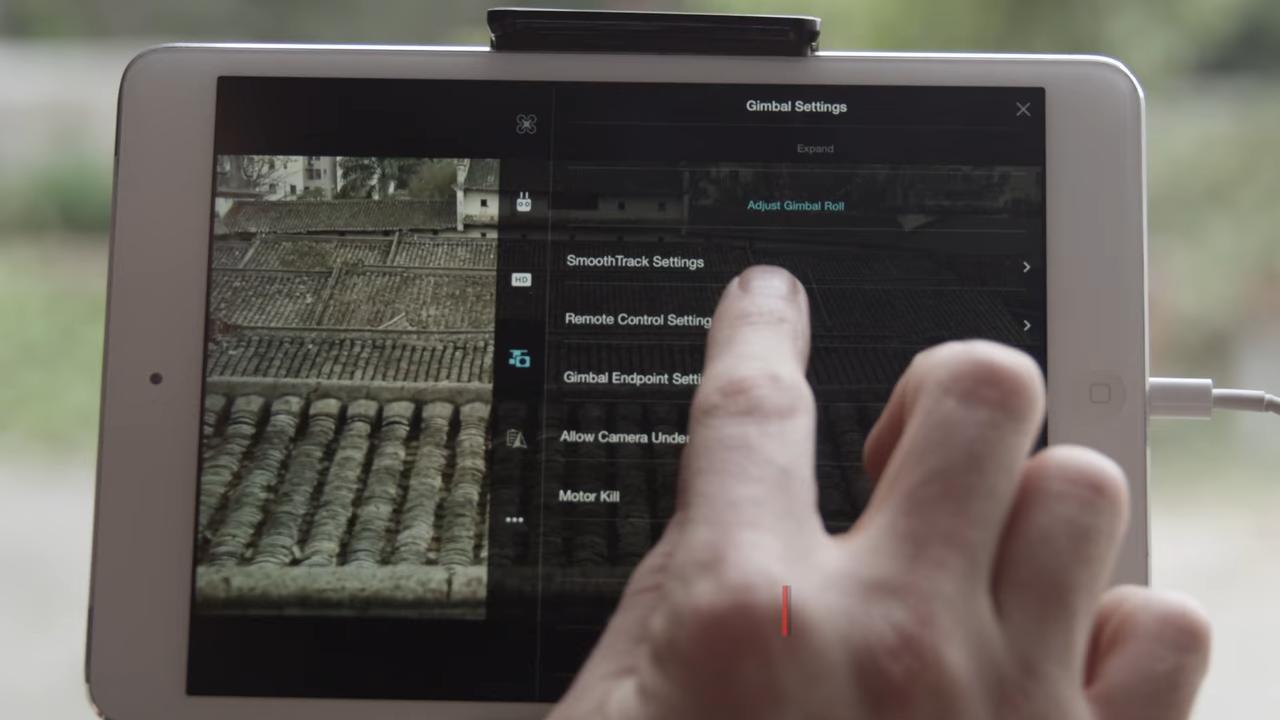 Gimbal Settings
Expand
Adjust Gimbal Roll
SmoothTrack Settings
HD
Remote Control Setting
Gimbal Endpoint Setti
Allow Camera Unde
Motor Kill